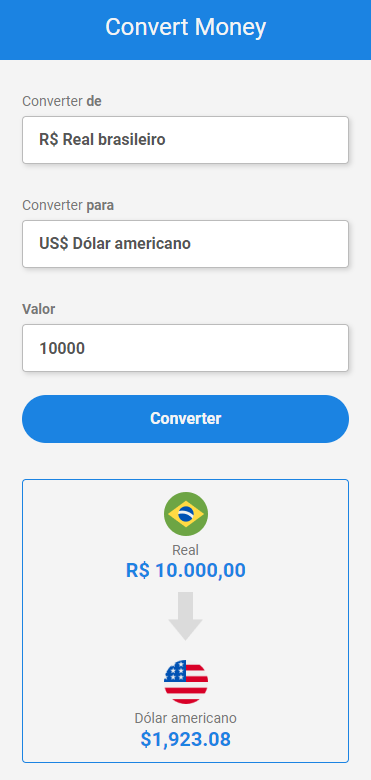 Convert Money
Converter de
R$ Real brasileiro
Converter para
US$ Dólar americano
Valor
10000
Converter
Real
R$ 10.000,00
Dólar americano
$1,923.08